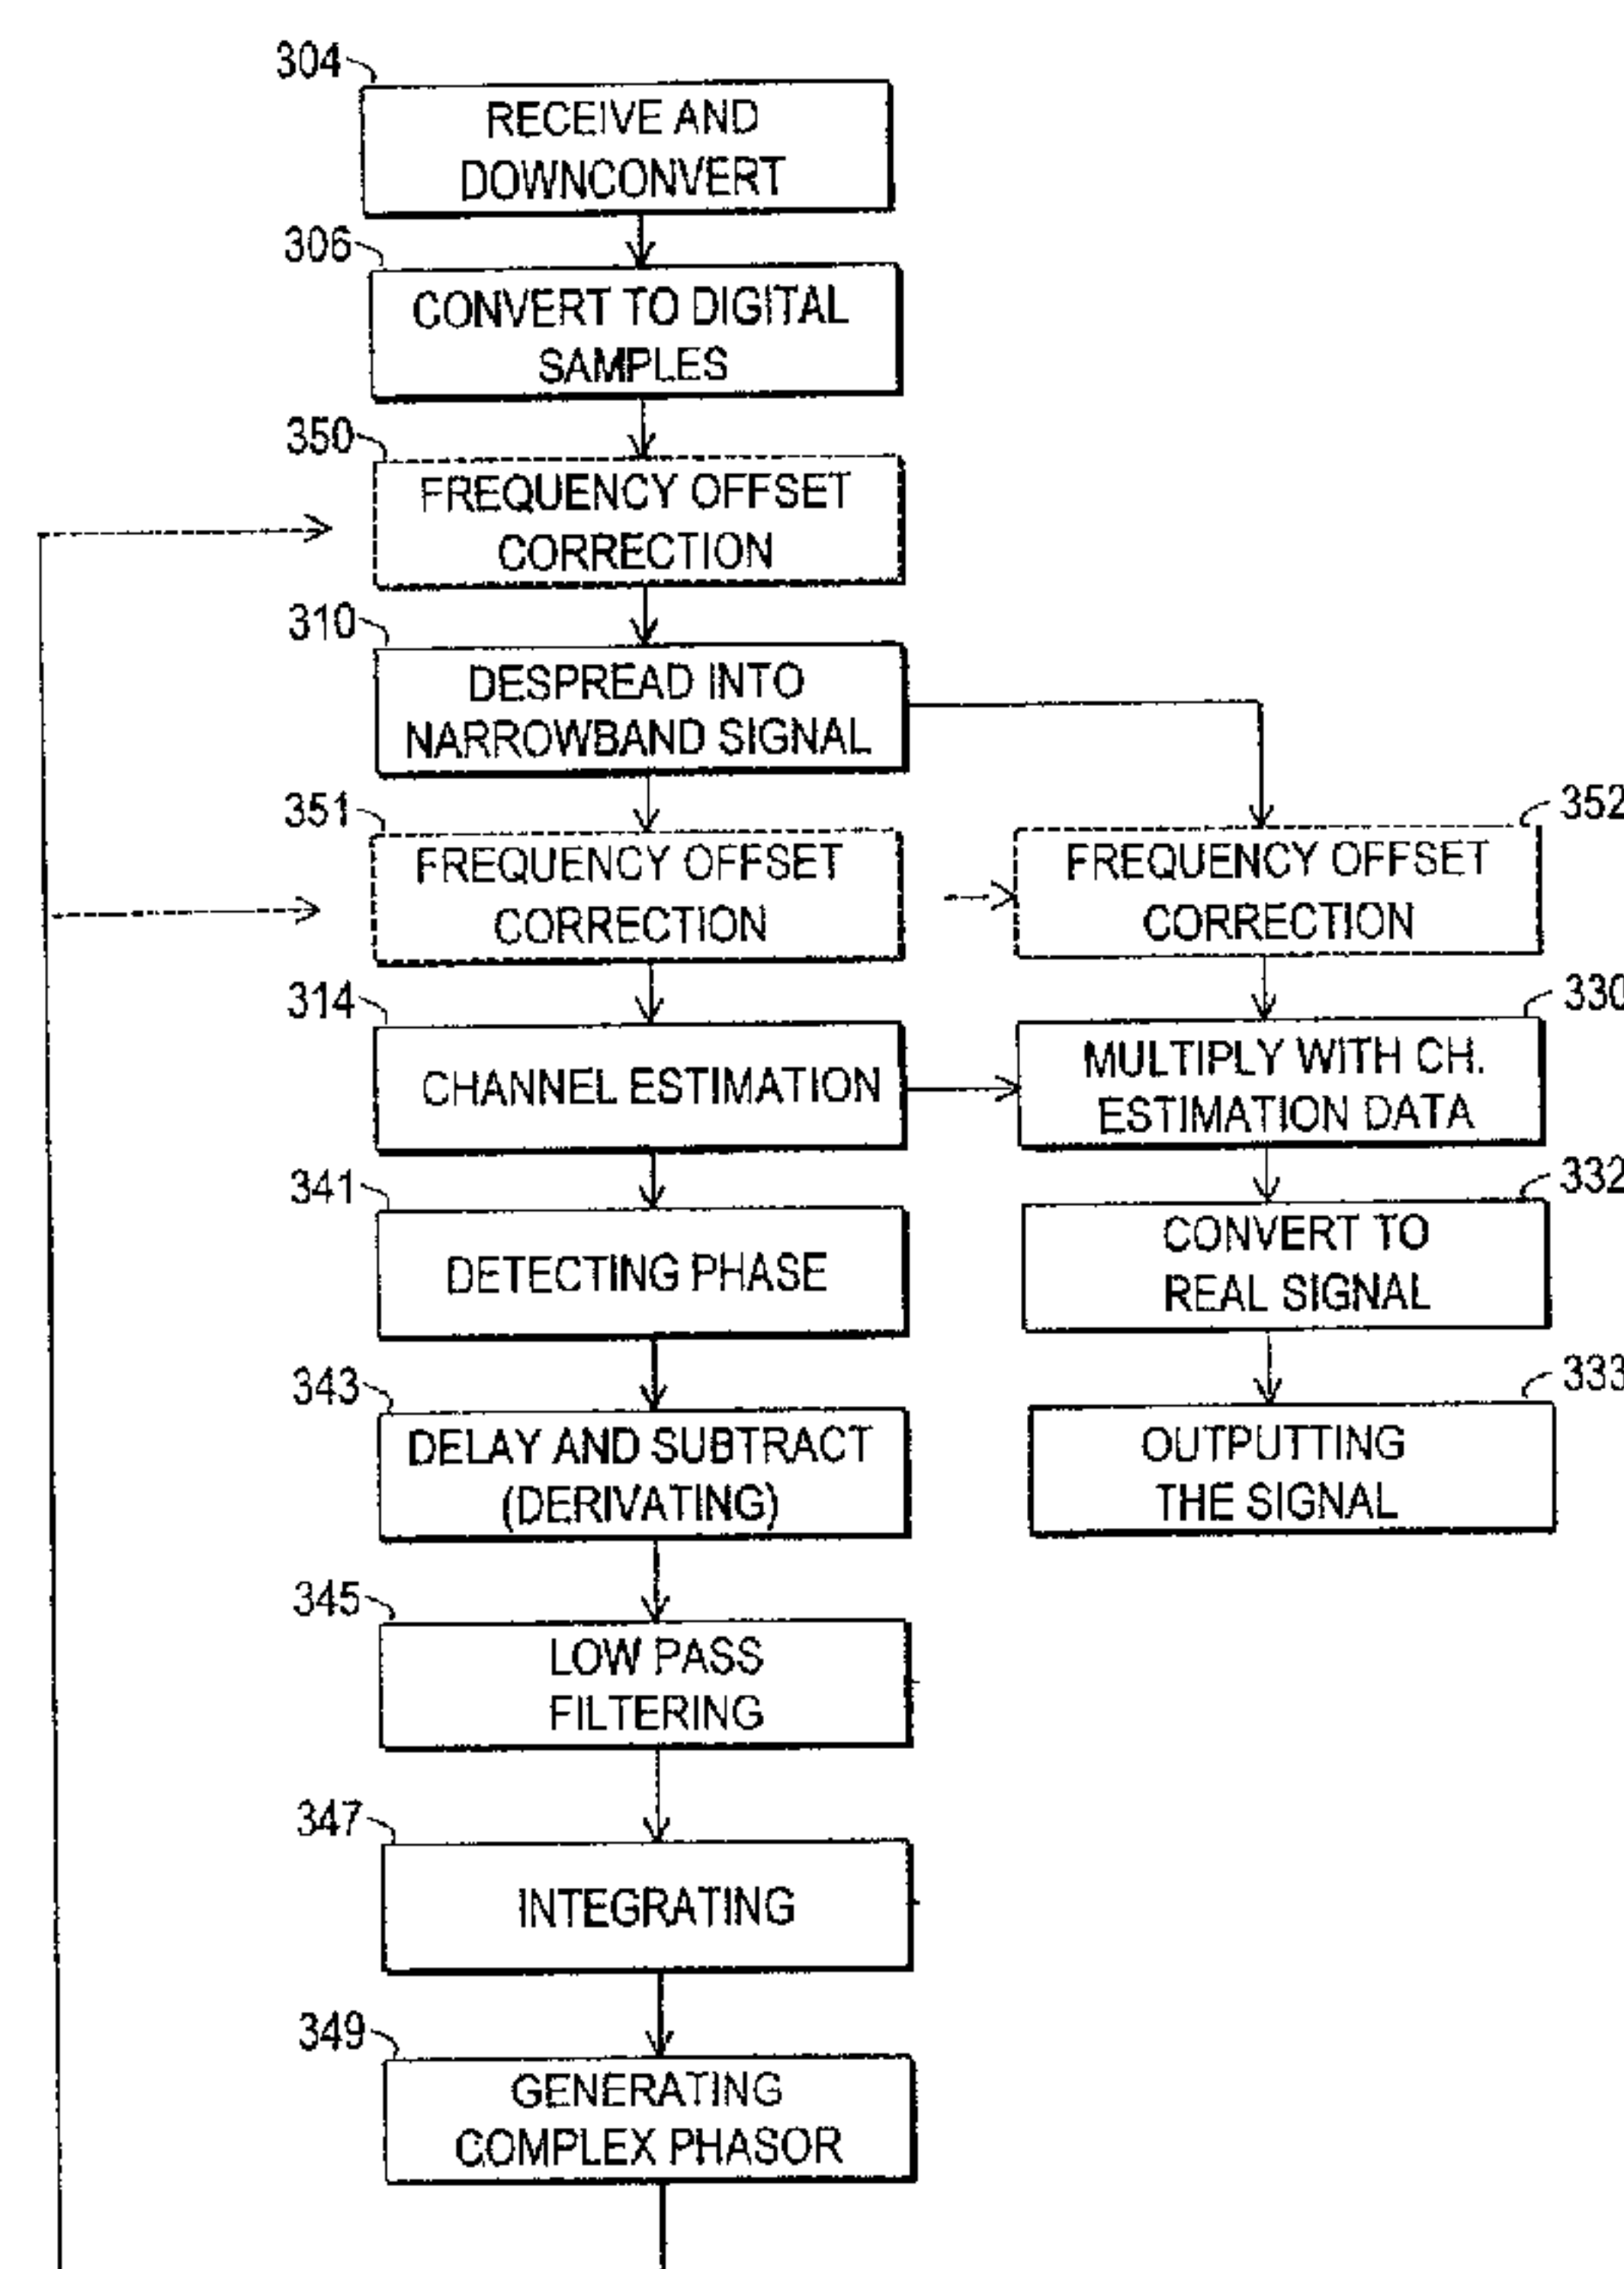 304
RECEIVE AND
DOWNCONVERT
306
CONVERT TO DIGITAL
SAMPLES
350
FREQUENCY OFFSET
CORRECTION
310
DESPREAD INTO
NARROWBAND SIGNAL
351
FREQUENCY OFFSET
CORRECTION
352
FREQUENCY OFFSET
CORRECTION
314
CHANNEL ESTIMATION
330
MULTIPLY WITH CH.
ESTIMATION DATA
341
DETECTING PHASE
332
CONVERT TO
REAL SIGNAL
343
DELAY AND SUBTRACT
(DERIVATING)
333
OUTPUTTING
THE SIGNAL
345
LOW PASS
FILTERING
347
INTEGRATING
349
GENERATING
COMPLEX PHASOR